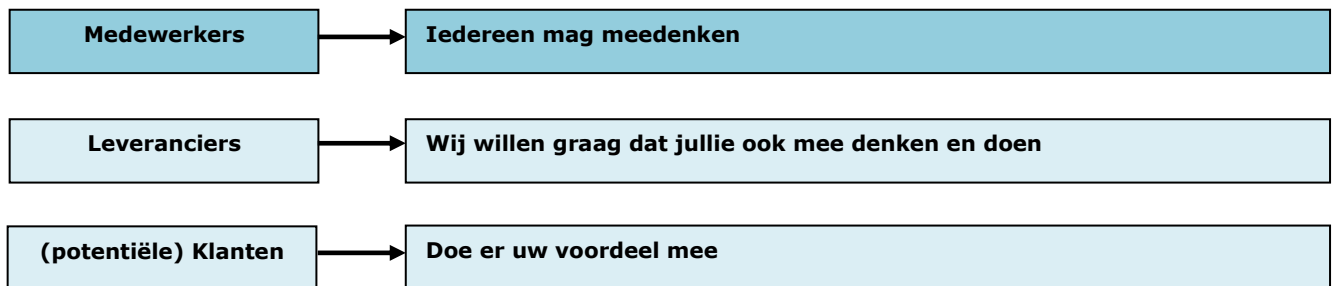 Medewerkers
Iedereen mag meedenken
Leveranciers
Wij willen graag dat jullie ook mee denken en doen
(potentiële) Klanten
Doe er uw voordeel mee